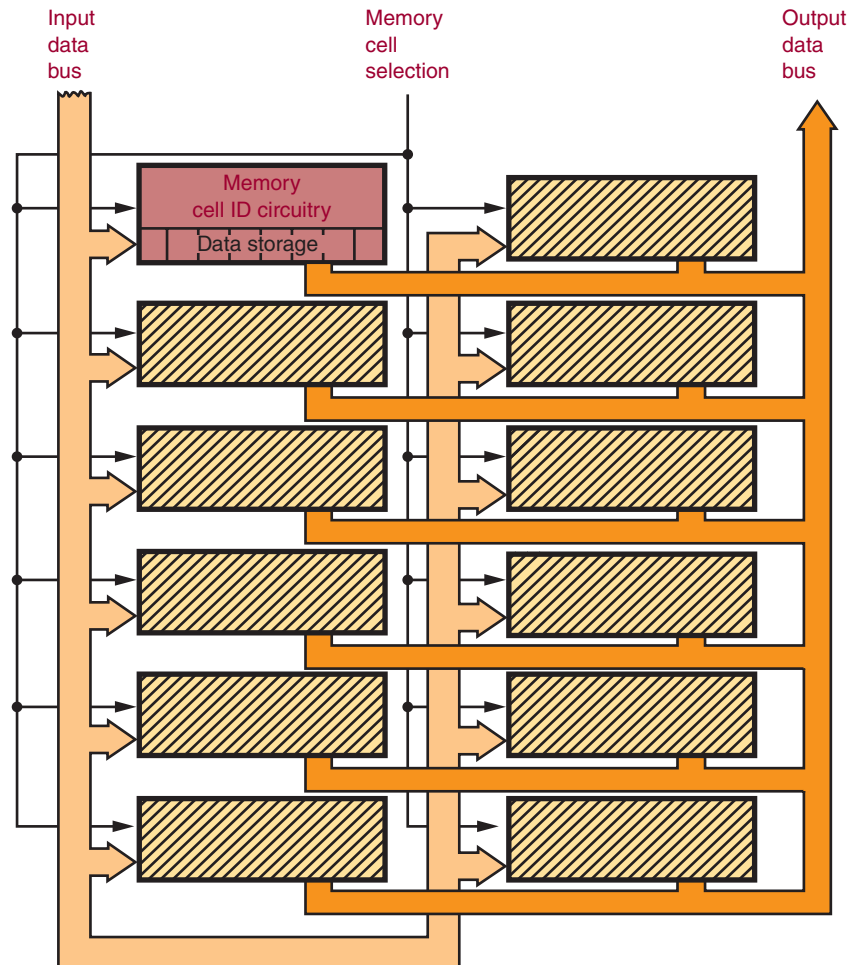 Input
data
bus
Memory
cell
selection
Output
data
bus
Memory
cell ID circuitry
Data storage